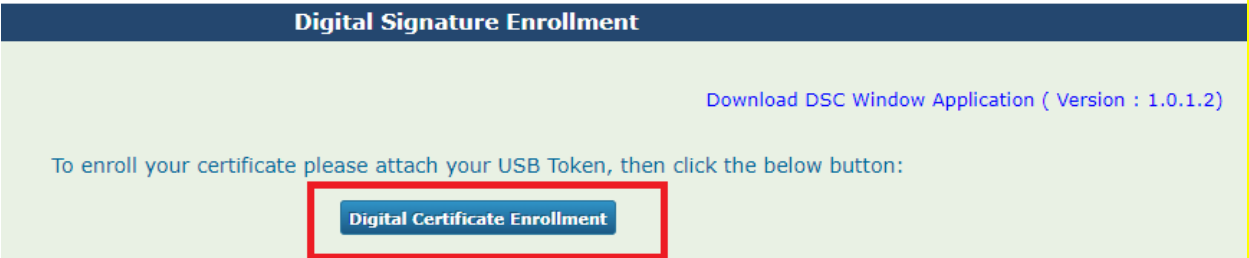 Digital Signature Enrollment
Download DSC Window Application ( Version : 1.0.1.2)
To enroll your certificate please attach your USB Token, then click the below button:
Digital Certificate Enrollment